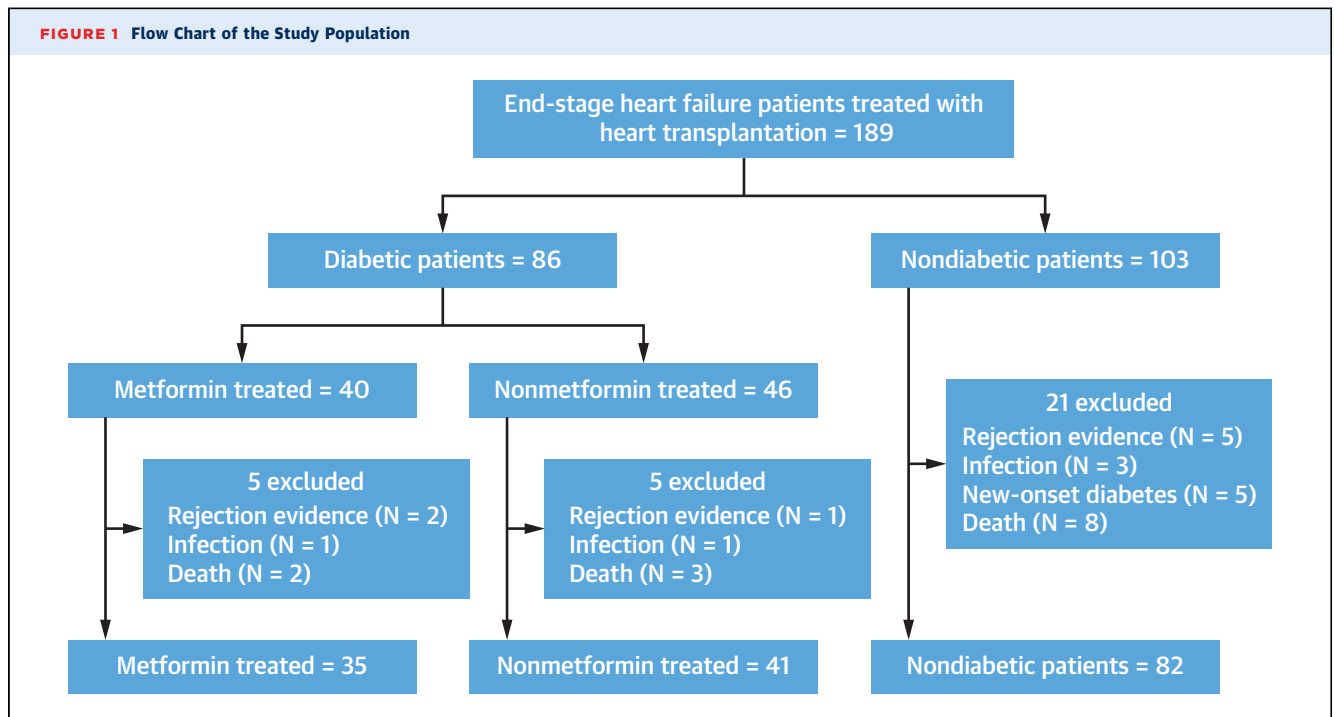 FIGURE 1 Flow Chart of the Study Population
End-stage heart failure patients treated with
heart transplantation = 189
Diabetic patients = 86
Nondiabetic patients = 103
Metformin treated = 40
Nonmetformin treated = 46
21 excluded
Rejection evidence (N = 5)
Infection (N = 3)
New-onset diabetes (N = 5)
Death (N = 8)
5 excluded
Rejection evidence (N = 2)
Infection (N = 1)
Death (N = 2)
5 excluded
Rejection evidence (N = 1)
Infection (N = 1)
Death (N = 3)
Metformin treated = 35
Nonmetformin treated = 41
Nondiabetic patients = 82